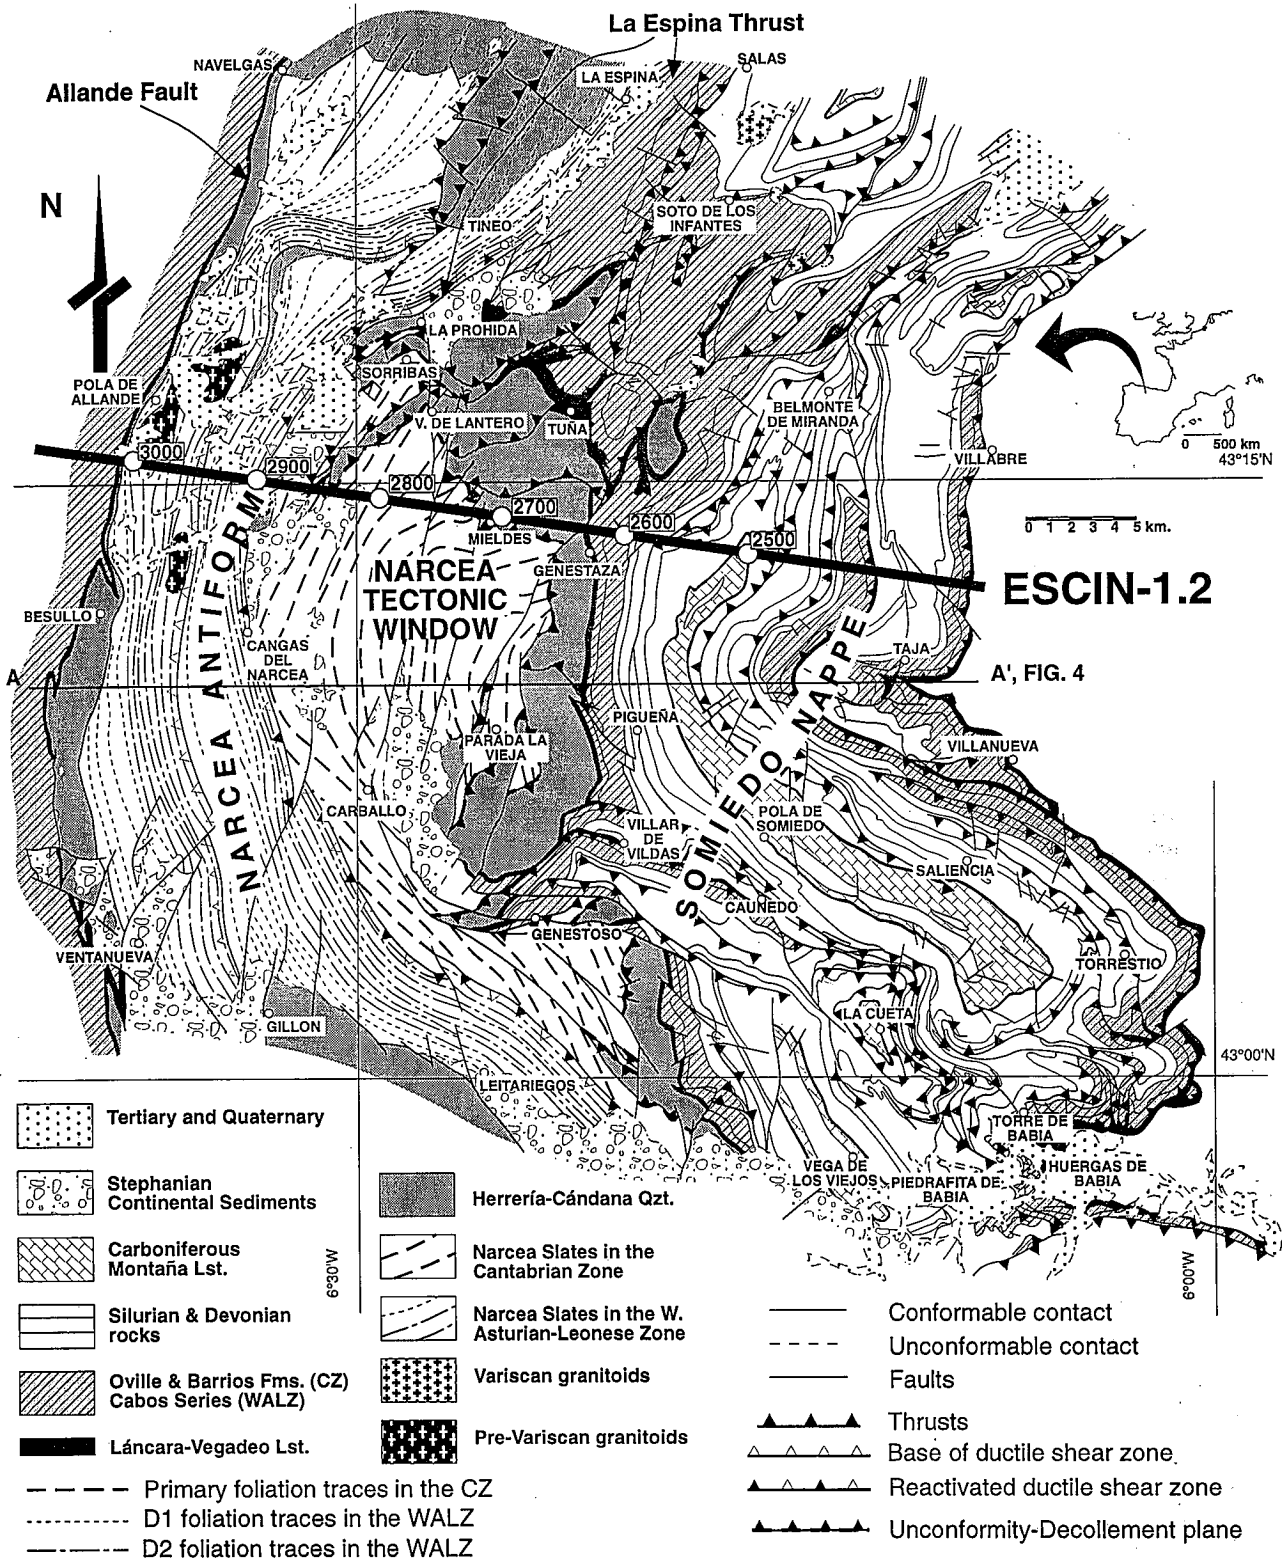 La Espina Thrust
NAVELGAS
SALAS
LA ESPINA
Allande Fault
N
SOTO DE LOS
INFANTES
TINEO
LA PROHIDA
SORRIBAS
POLA DE
ALLANDE
V. DE LANTERO
TUÑA
BELMONTE
DE MIRANDA
VILLABRE
0 500 km
43°15'N
3000
2900
2800
2700
2600
2500
0 1 2 3 4 5 km.
MIELDES
GENESTAZA
NARCEA
TECTONIC
WINDOW
ESCIN-1.2
BESULLO
NARCEA ANTIFORM
CANGAS
DEL
NARCEA
TAJA
A
A', FIG. 4
PIGUEÑA
SOMIEDO NAPPE
PARADA LA
VIEJA
VILLANUEVA
CARBALLO
VILLAR
DE
VILDAS
POLA DE
SOMIEDO
SALIENCIA
CAUNEDO
GENESTOSO
VENTANUEVA
TORRESTIO
LA CUETA
GILLON
43°00'N
LEITARIEGOS
TORRE DE
BABIA
VEGA DE
LOS VIEJOS
PIEDRAFITA DE
BABIA
HUERGAS DE
BABIA
6°30'W
6°00'W
Tertiary and Quaternary
Stephanian
Continental Sediments
Carboniferous
Montaña Lst.
Silurian & Devonian
rocks
Oville & Barrios Fms. (CZ)
Cabos Series (WALZ)
Láncara-Vegadeo Lst.
Herrería-Cándana Qzt.
Narcea Slates in the
Cantabrian Zone
Narcea Slates in the W.
Asturian-Leonese Zone
Variscan granitoids
Pre-Variscan granitoids
Primary foliation traces in the CZ
D1 foliation traces in the WALZ
D2 foliation traces in the WALZ
Conformable contact
Unconformable contact
Faults
Thrusts
Base of ductile shear zone
Reactivated ductile shear zone
Unconformity-Decollement plane